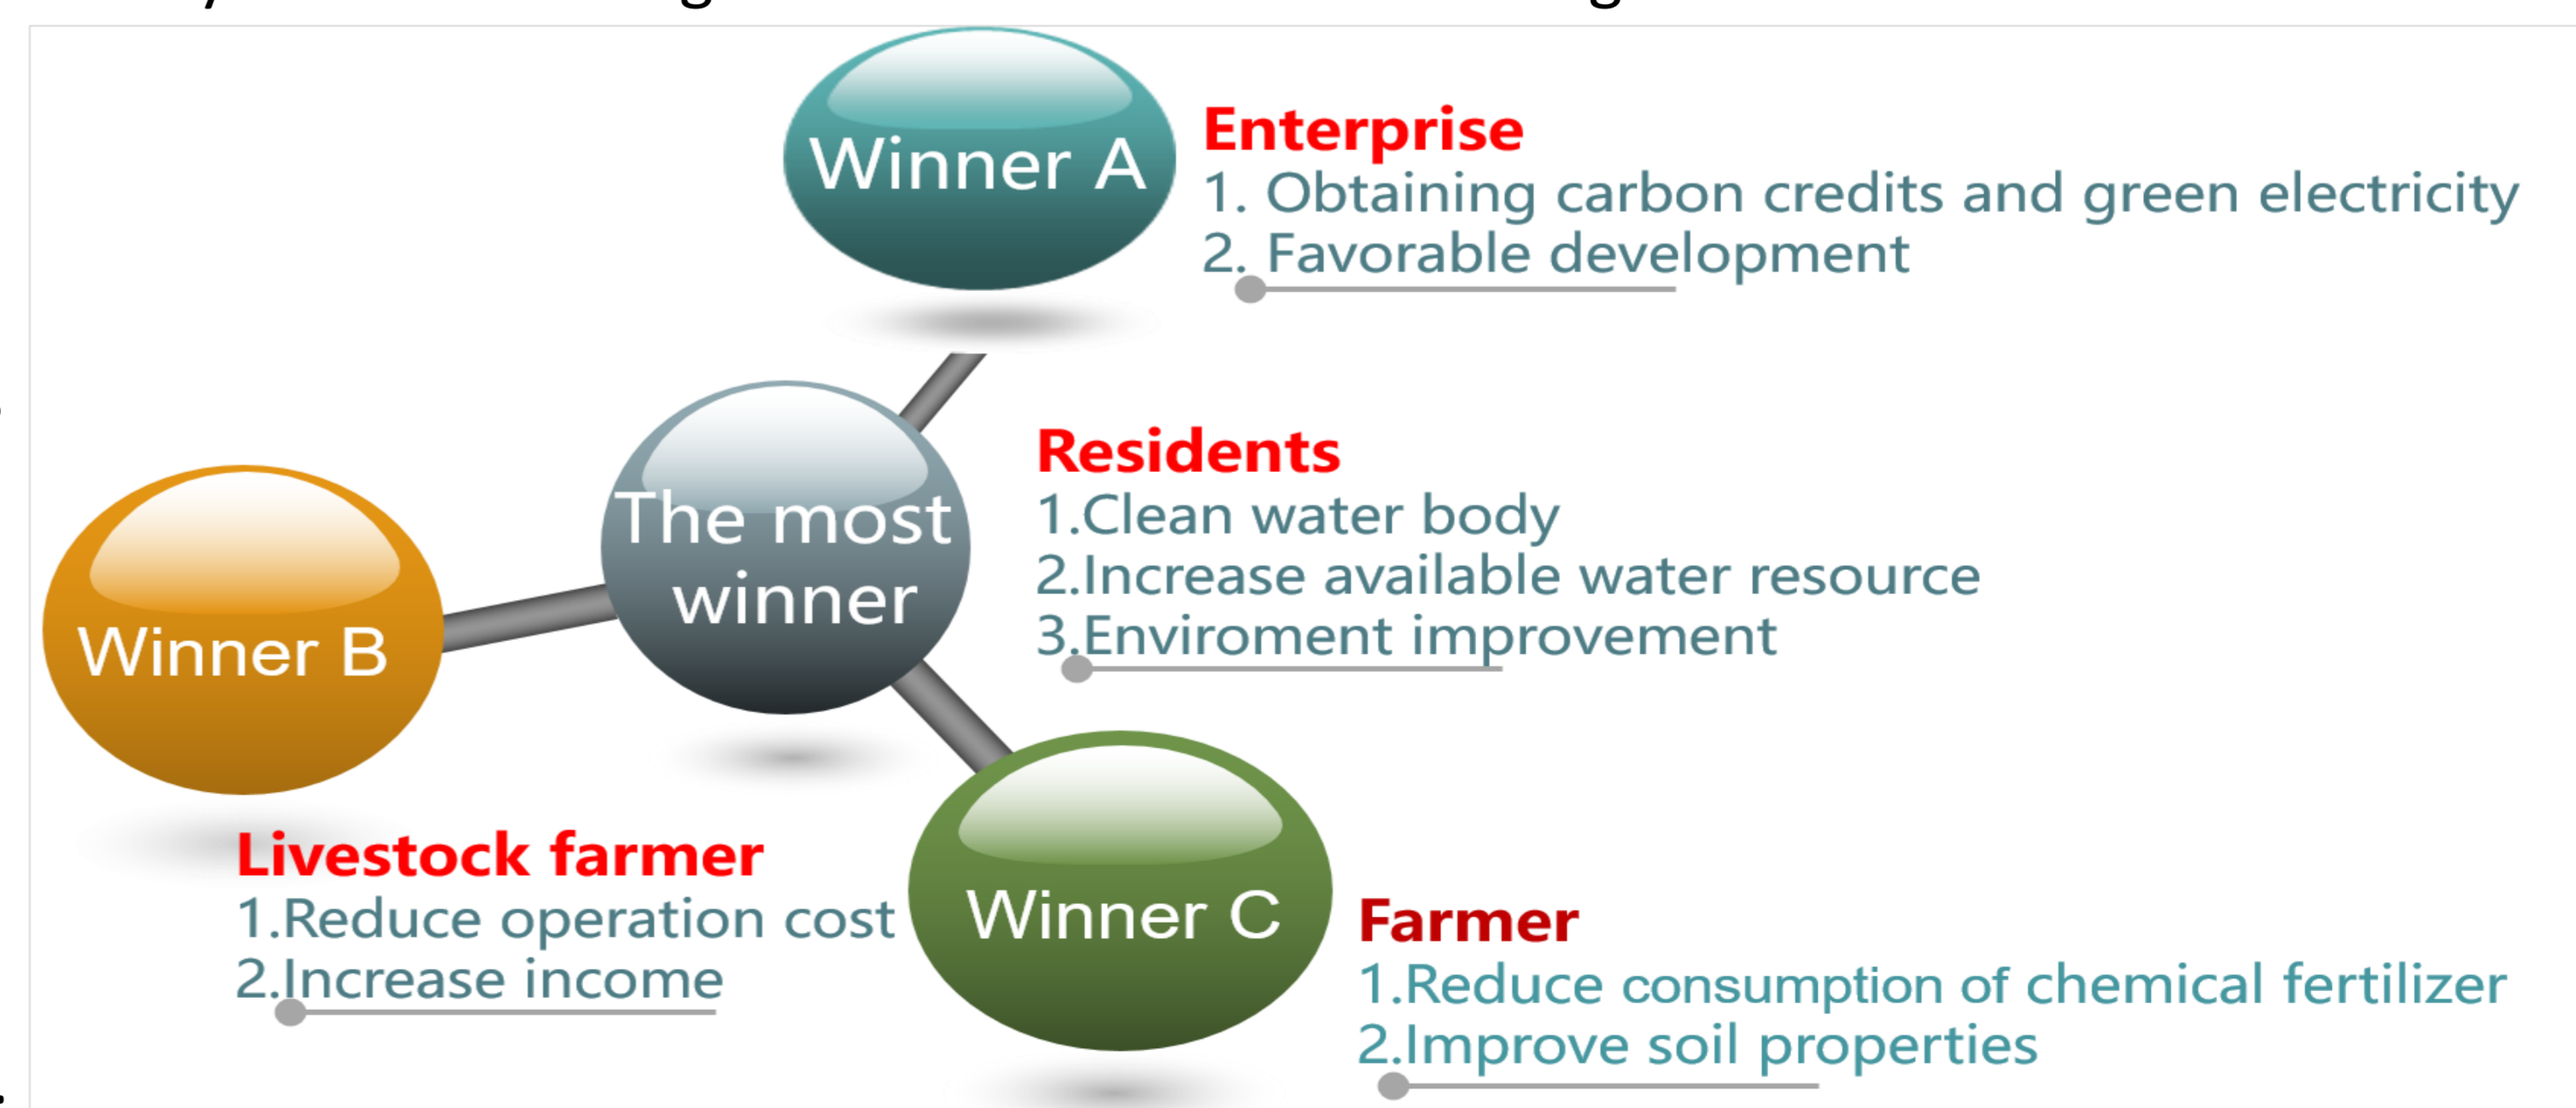 Winner A
Enterprise
1. Obtaining carbon credits and green electricity
2. Favorable development
The most
winner
Residents
1.Clean water body
2.Increase available water resource
3.Enviroment improvement
Winner B
Livestock farmer
1.Reduce operation cost
2.Increase income
Winner C
Farmer
1.Reduce consumption of chemical fertilizer
2.Improve soil properties